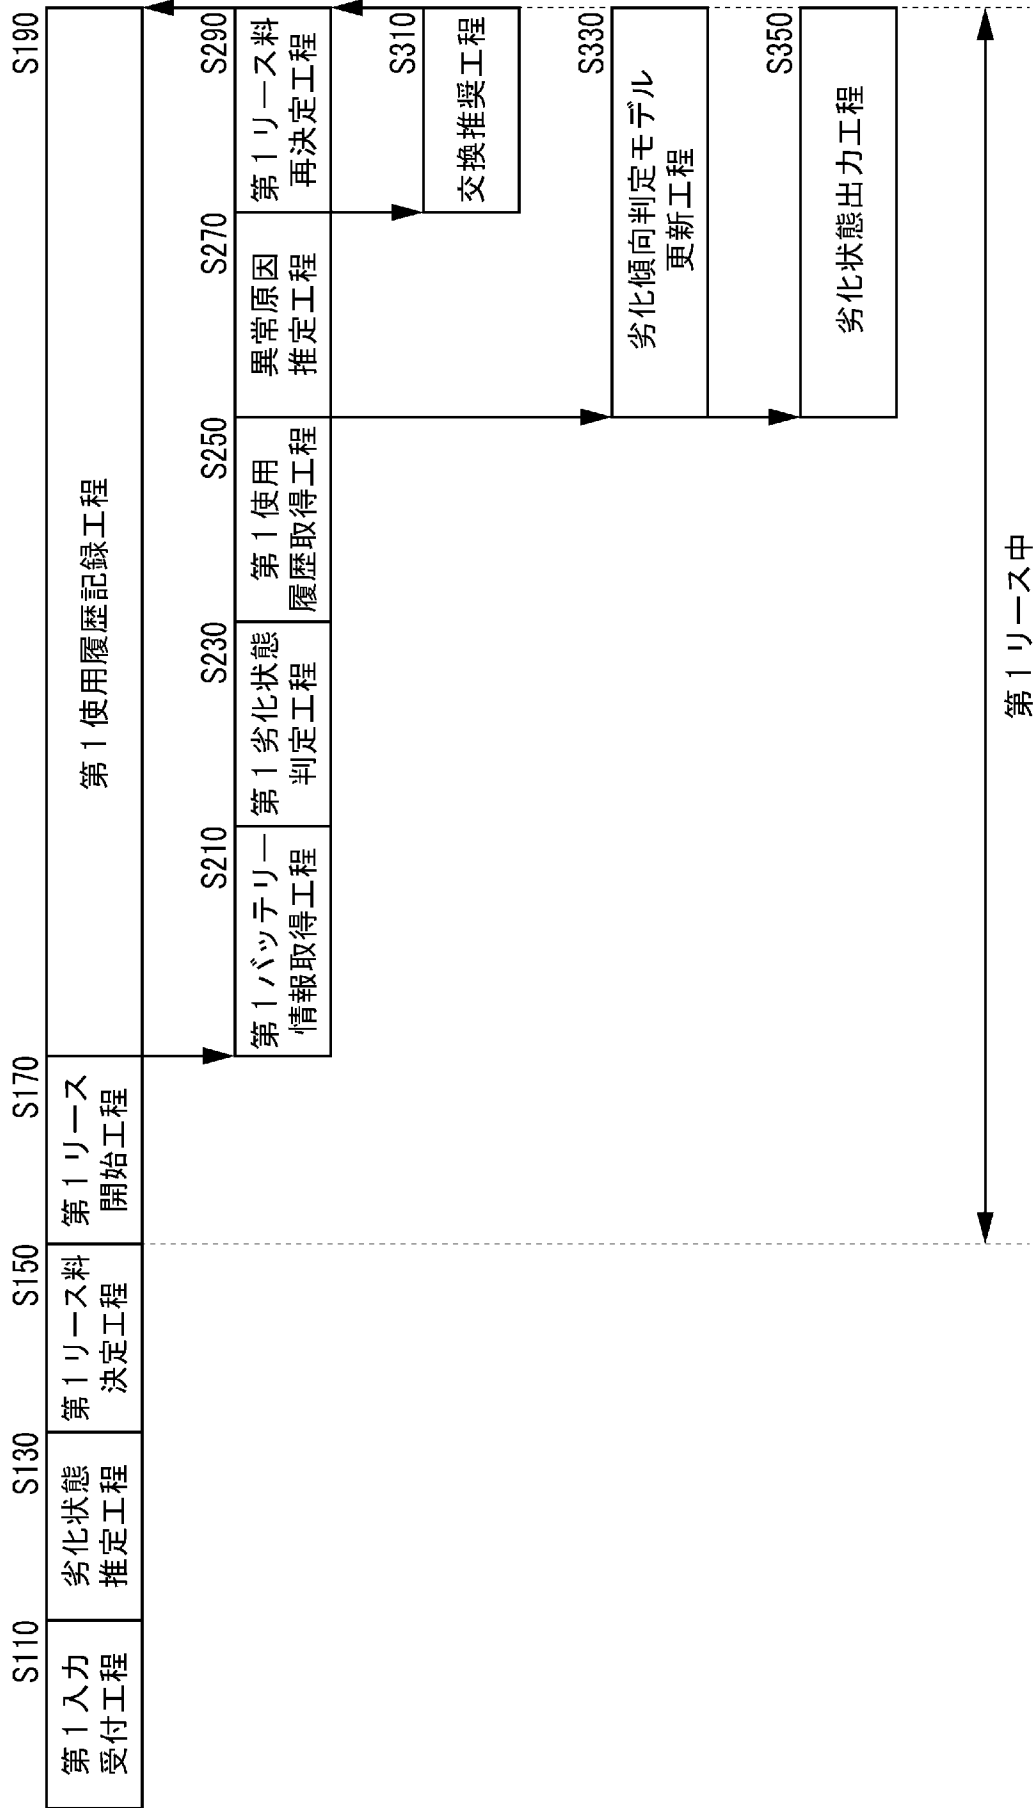 S110
第1入力
受付工程
S130
劣化状態
推定工程
S150
第1リース料
決定工程
S170
第1リース
開始工程
S190
第1使用履歴記録工程
S210
第1バッテリー
情報取得工程
S230
第1劣化状態
判定工程
S250
第1使用
履歴取得工程
S270
異常原因
推定工程
S290
第1リース料
再決定工程
S310
交換推奨工程
S330
劣化傾向判定モデル
更新工程
S350
劣化状態出力工程
第1リース中